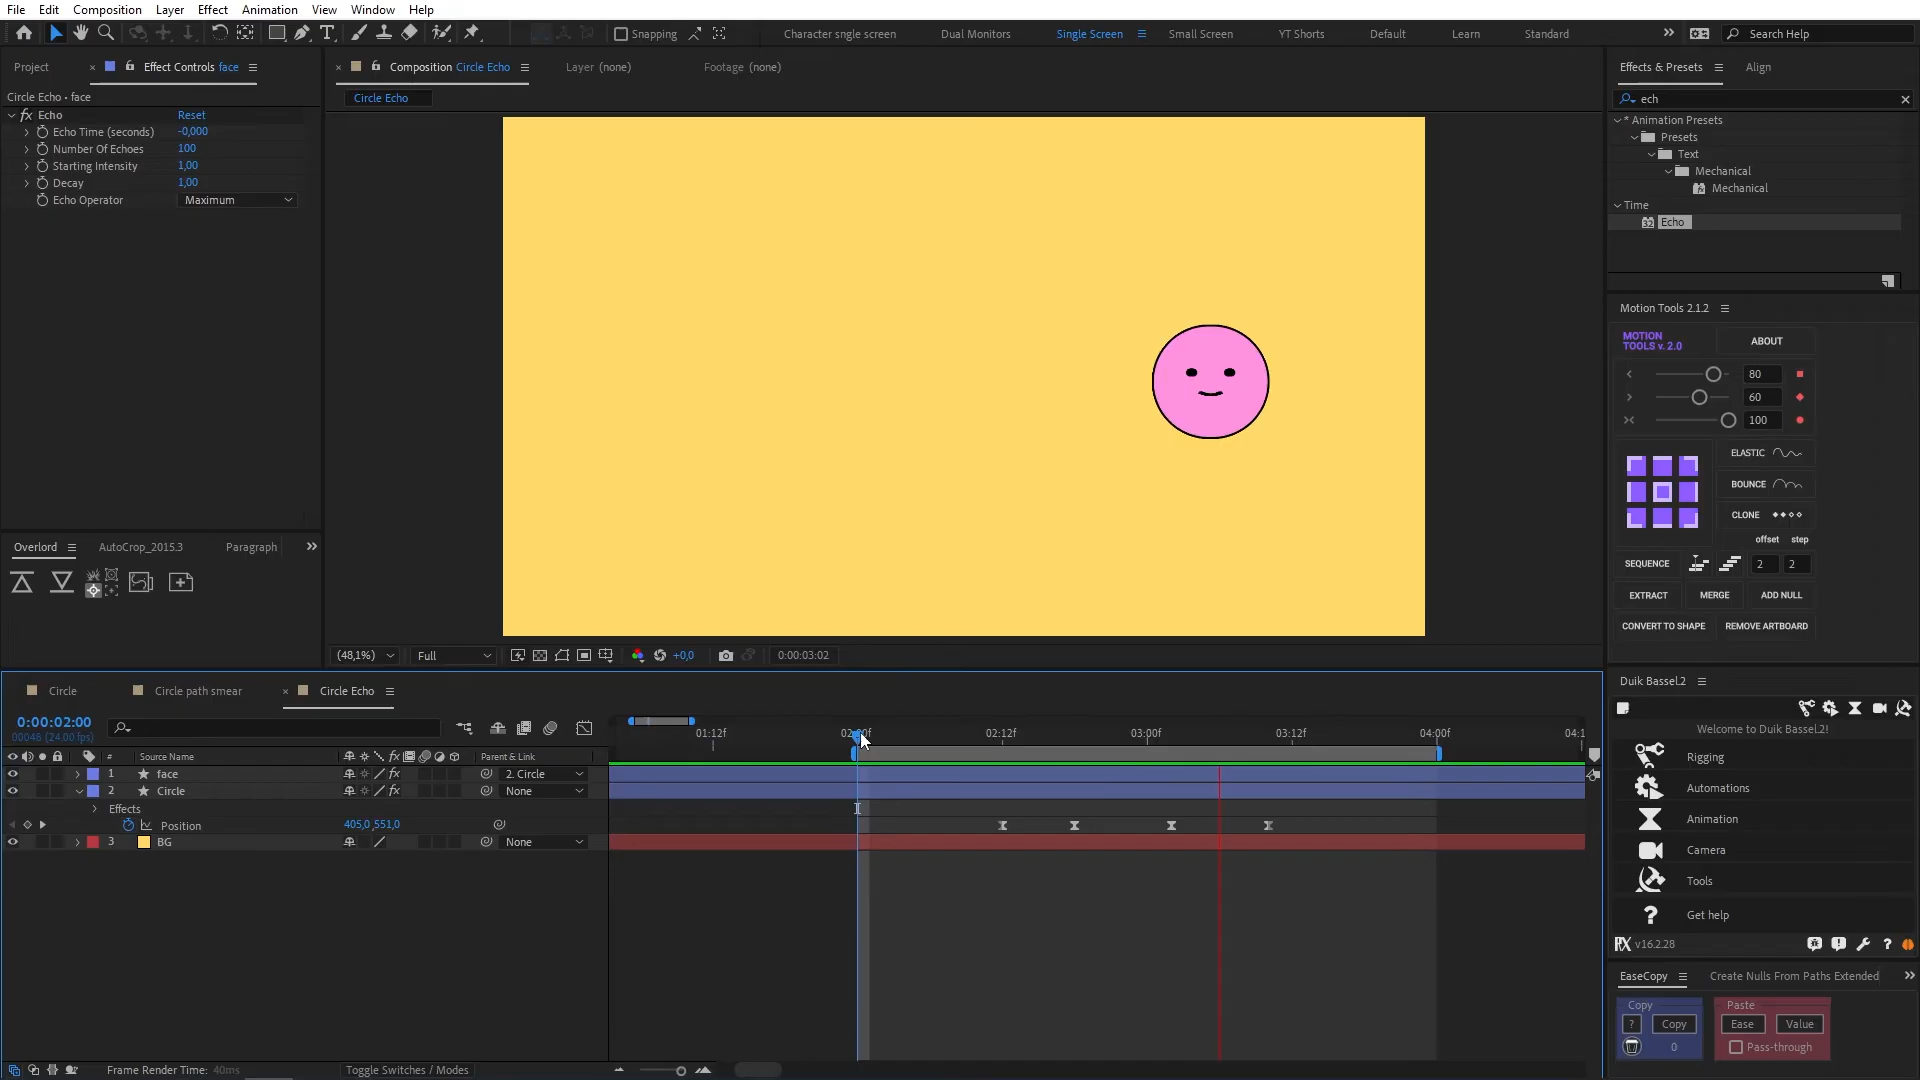 File Edit Composition Layer Effect Animation View Window Help
Snapping Character sngle screen Dual Monitors Single Screen Small Screen YT Shorts Default Learn Standard Search Help
Project Effect Controls face
Composition Circle Echo Layer (none) Footage (none)
Effects & Presets Align
Circle Echo • face
Circle Echo
ech
fx Echo Reset
Echo Time (seconds) -0,000
Number Of Echoes 100
Starting Intensity 1,00
Decay 1,00
Echo Operator Maximum
* Animation Presets
Presets
Text
Mechanical
Mechanical
Time
32 Echo
Motion Tools 2.1.2
MOTION
TOOLS v. 2.0 ABOUT
80
60
100
ELASTIC
BOUNCE
CLONE
offset step
SEQUENCE 2 2
EXTRACT MERGE ADD NULL
CONVERT TO SHAPE REMOVE ARTBOARD
Overlord AutoCrop_2015.3 Paragraph
(48,1%) Full +0,0 0:00:03:02
Circle Circle path smear Circle Echo
0:00:02:00
00048 (24.00 fps)
01:12f 02:00f 02:12f 03:00f 03:12f 04:00f 04:1
# Source Name fx Parent & Link
1 face fx 2. Circle
2 Circle fx None
Effects
Position 405,0,551,0
3 BG None
Frame Render Time: 40ms Toggle Switches / Modes
Duik Bassel.2
Welcome to Duik Bassel.2!
Rigging
Automations
Animation
Camera
Tools
? Get help
RX v16.2.28 ?
EaseCopy Create Nulls From Paths Extended
Copy Paste
? Copy Ease Value
0 Pass-through